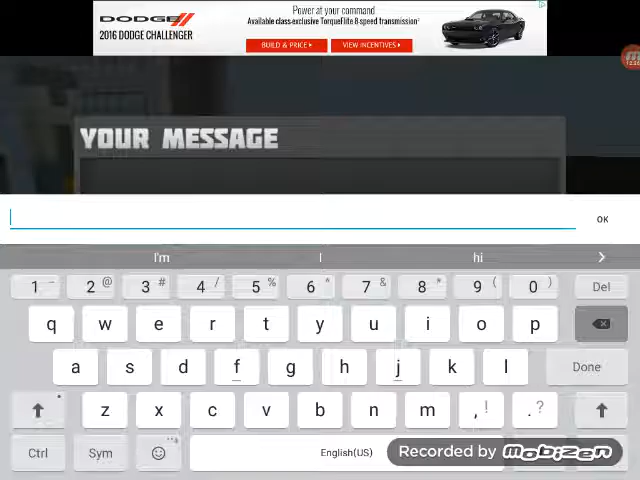 DODGE
2016 DODGE CHALLENGER
Power at your command
Available class-exclusive TorqueFlite 8 speed transmission
BUILD & PRICE
VIEW INCENTIVES
YOUR MESSAGE
OK
I'm I hi
1 - 2 @ 3 # 4 / 5 % 6 ^ 7 & 8 * 9 ( 0 ) Del
q w e r t y u i o p
a s d f g h j k l Done
z x c v b n m , ! . ?
Ctrl Sym English(US) Recorded by mobizen